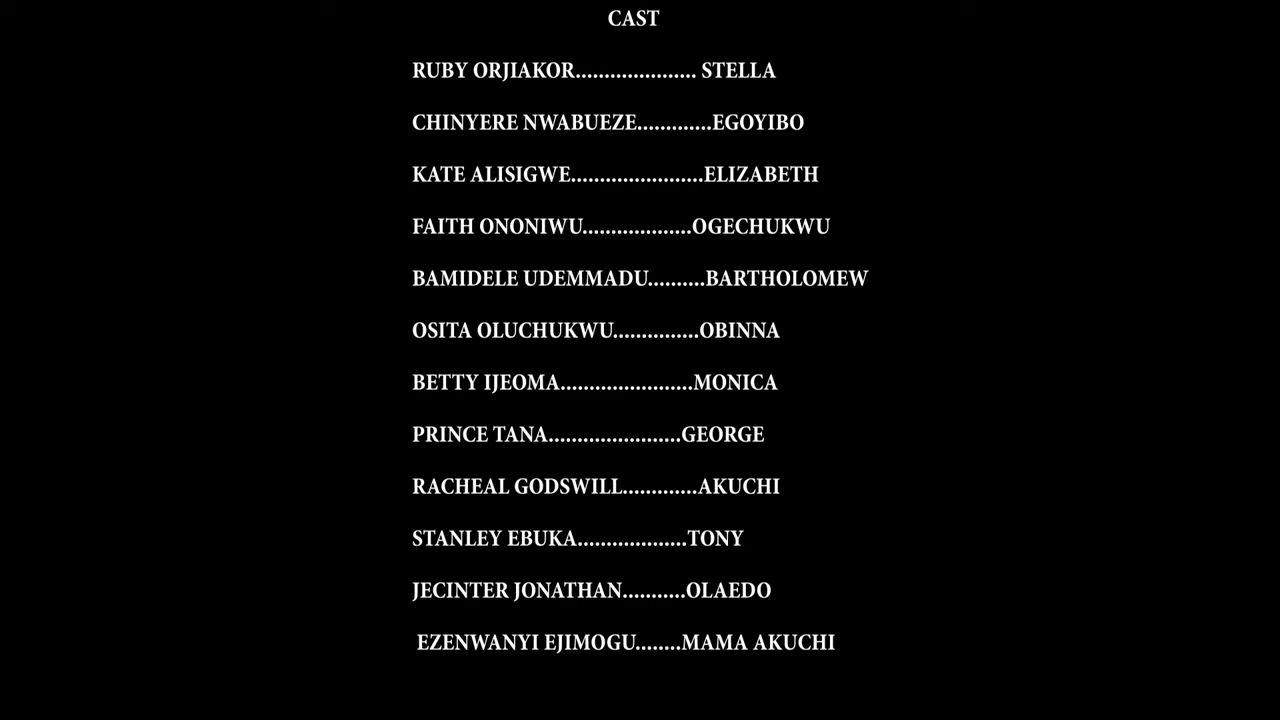 CAST
RUBY ORJIAKOR..................... STELLA
CHINYERE NWABUEZE.............EGOYIBO
KATE ALISIGWE.......................ELIZABETH
FAITH ONONIWU...................OGECHUKWU
BAMIDELE UDEMMADU..........BARTHOLOMEW
OSITA OLUCHUKWU...............OBINNA
BETTY IJEOMA.......................MONICA
PRINCE TANA.......................GEORGE
RACHEAL GODSWILL.............AKUCHI
STANLEY EBUKA...................TONY
JECINTER JONATHAN...........OLAEDO
EZENWANYI EJIMOGU........MAMA AKUCHI